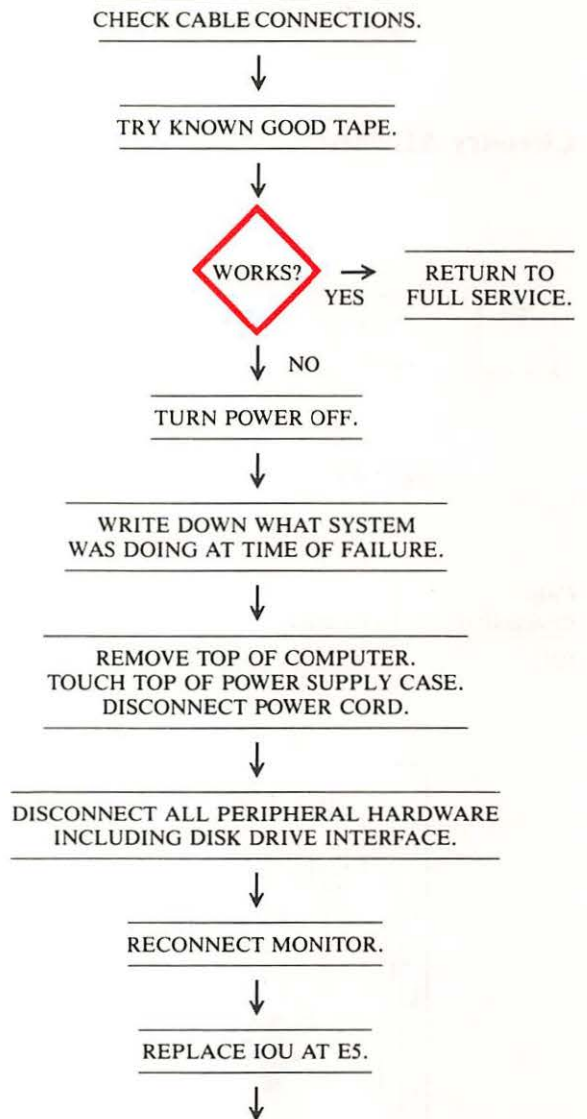 CHECK CABLE CONNECTIONS.
TRY KNOWN GOOD TAPE.
WORKS?
YES
RETURN TO
FULL SERVICE.
NO
TURN POWER OFF.
WRITE DOWN WHAT SYSTEM
WAS DOING AT TIME OF FAILURE.
REMOVE TOP OF COMPUTER.
TOUCH TOP OF POWER SUPPLY CASE.
DISCONNECT POWER CORD.
DISCONNECT ALL PERIPHERAL HARDWARE
INCLUDING DISK DRIVE INTERFACE.
RECONNECT MONITOR.
REPLACE IOU AT E5.